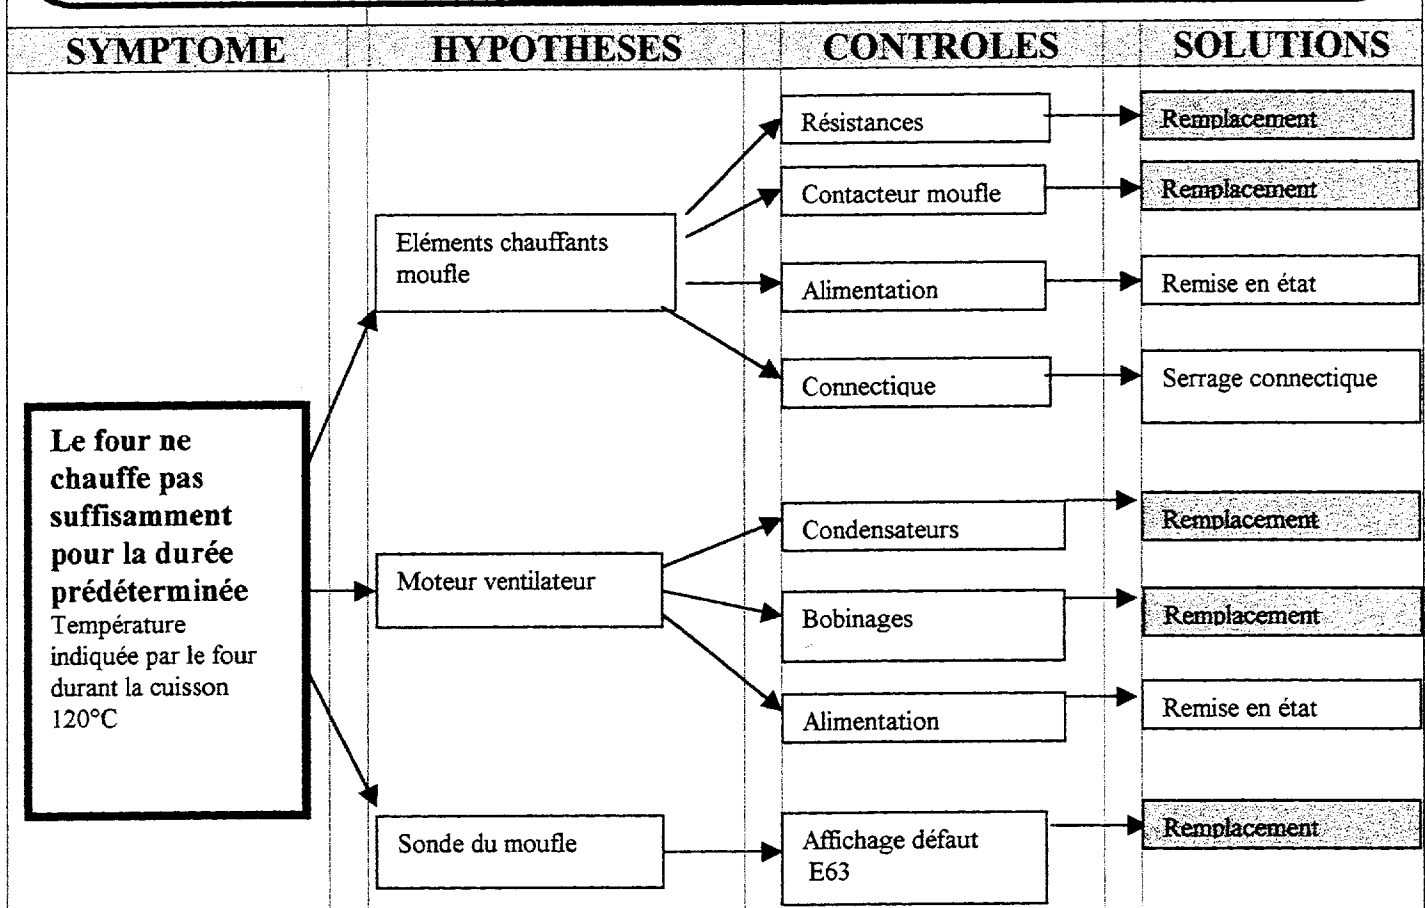 SYMPTOME HYPOTHESES CONTROLES SOLUTIONS
Résistances
Remplacement
Contacteur moufle
Remplacement
Eléments chauffants
moufle
Alimentation
Remise en état
Connectique
Serrage connectique
Le four ne
chauffe pas
suffisamment
pour la durée
prédéterminée
Température
indiquée par le four
durant la cuisson
120°C
Moteur ventilateur
Condensateurs
Remplacement
Bobinages
Remplacement
Alimentation
Remise en état
Sonde du moufle
Affichage défaut
E63
Remplacement